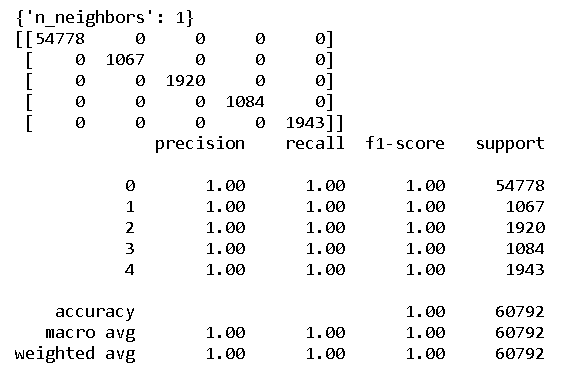 {'n_neighbors': 1}
[[54778     0     0     0     0]
 [    0  1067     0     0     0]
 [    0     0  1920     0     0]
 [    0     0     0  1084     0]
 [    0     0     0     0  1943]]
              precision    recall  f1-score   support
           0       1.00      1.00      1.00     54778
           1       1.00      1.00      1.00      1067
           2       1.00      1.00      1.00      1920
           3       1.00      1.00      1.00      1084
           4       1.00      1.00      1.00      1943
    accuracy                           1.00     60792
   macro avg       1.00      1.00      1.00     60792
weighted avg       1.00      1.00      1.00     60792